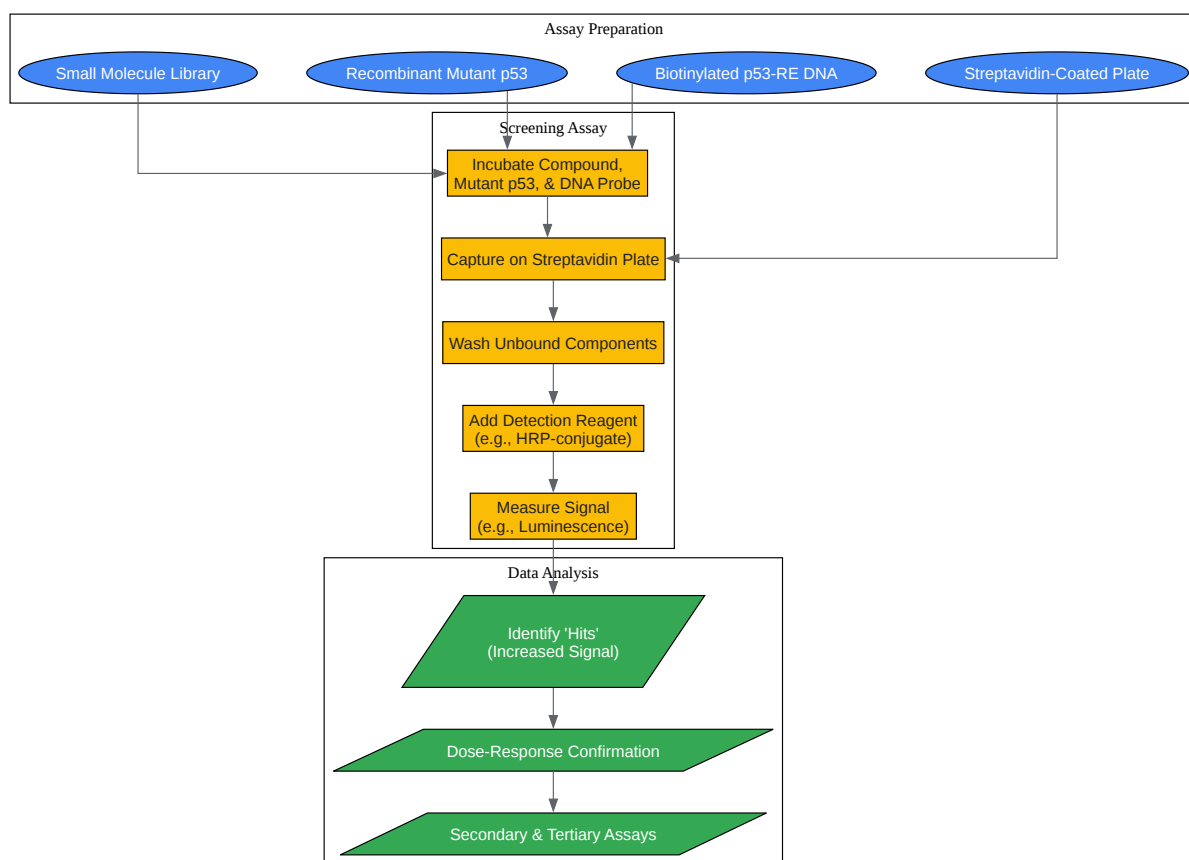 Assay Preparation
Small Molecule Library
Recombinant Mutant p53
Biotinylated p53-RE DNA
Streptavidin-Coated Plate
Screening Assay
Incubate Compound,
Mutant p53, & DNA Probe
Capture on Streptavidin Plate
Wash Unbound Components
Add Detection Reagent
(e.g., HRP-conjugate)
Measure Signal
(e.g., Luminescence)
Data Analysis
Identify 'Hits'
(Increased Signal)
Dose-Response Confirmation
Secondary & Tertiary Assays